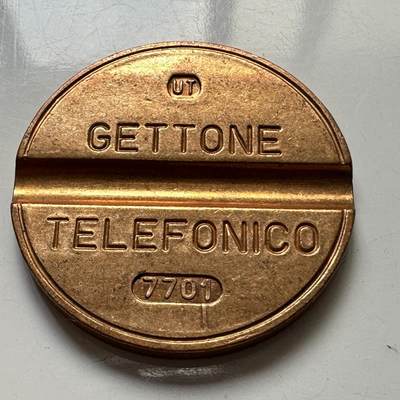 UT
GETTONE
TELEFONICO
7701